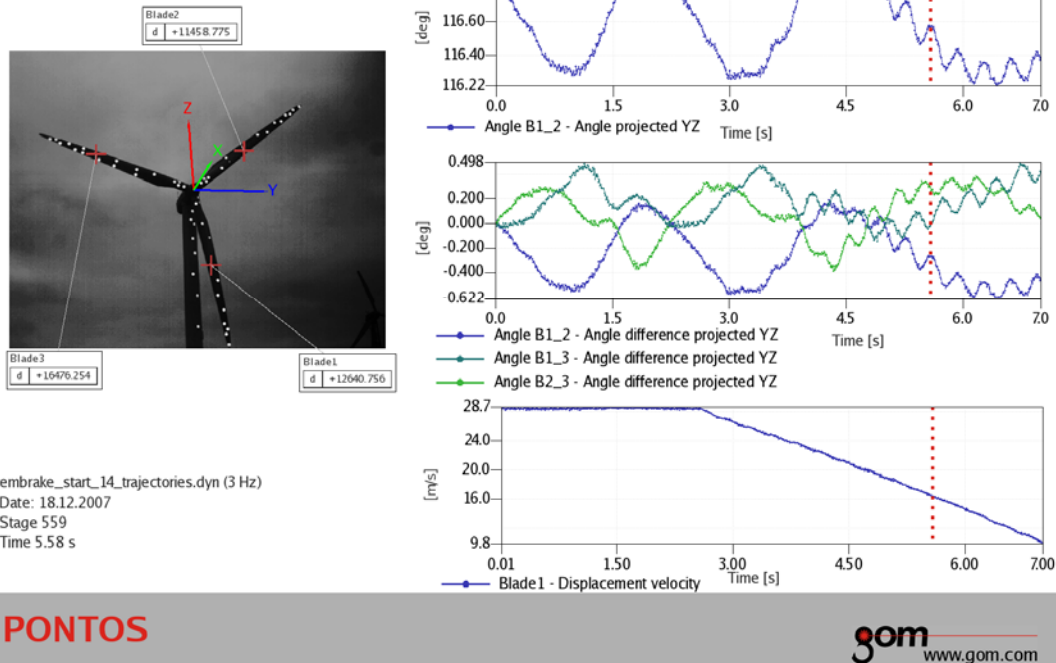 Blade2
d +11458.775
Z
X
Y
Blade3
d +16476.254
Blade1
d +12640.756
embrake_start_14_trajectories.dyn (3 Hz)
Date: 18.12.2007
Stage 559
Time 5.58 s
[deg]
116.60
116.40
116.22
0.0 1.5 3.0 4.5 6.0 7.0
Angle B1_2 - Angle projected YZ
Time [s]
[deg]
0.498
0.200
0.000
-0.200
-0.400
-0.622
0.0 1.5 3.0 4.5 6.0 7.0
Time [s]
Angle B1_2 - Angle difference projected YZ
Angle B1_3 - Angle difference projected YZ
Angle B2_3 - Angle difference projected YZ
[m/s]
28.7
24.0
20.0
16.0
9.8
0.01 1.50 3.00 4.50 6.00 7.00
Time [s]
Blade1 - Displacement velocity
PONTOS
gom
www.gom.com